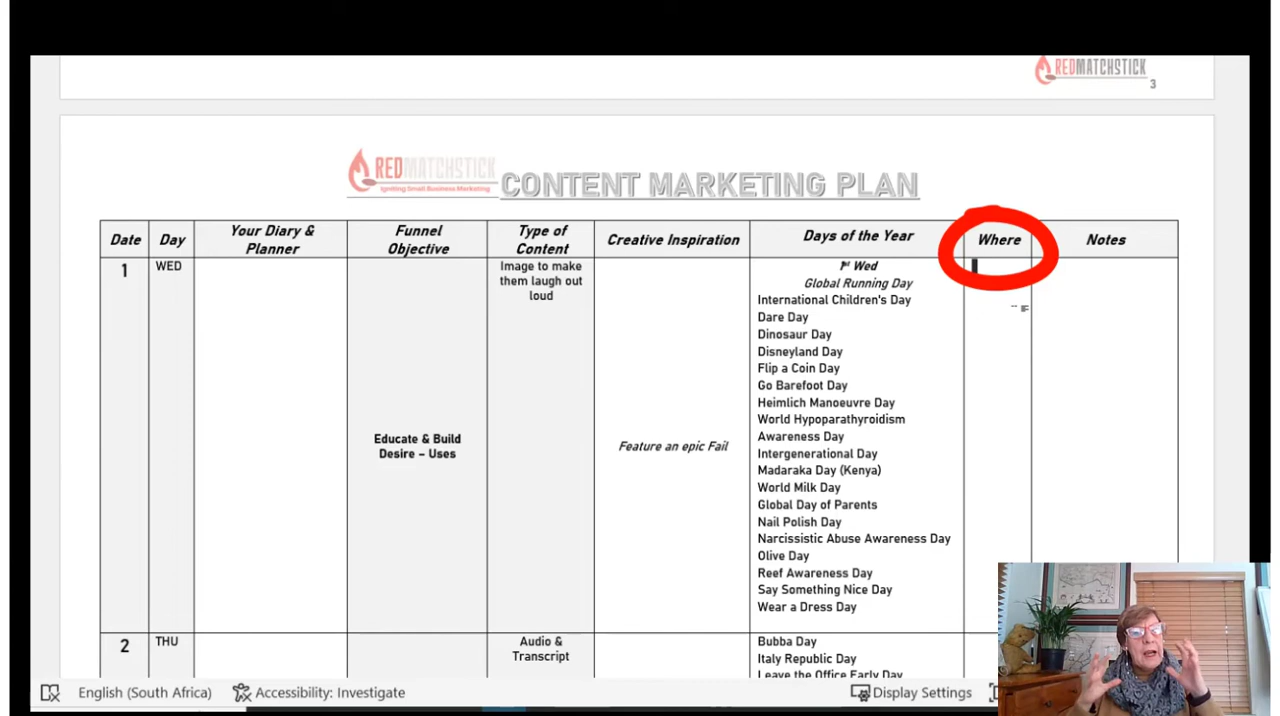 REDMATCHSTICK
3
REDMATCHSTICK
Igniting Small Business Marketing
CONTENT MARKETING PLAN
Date
Day
Your Diary &
Planner
Funnel
Objective
Type of
Content
Creative Inspiration
Days of the Year
Where
Notes
1
WED
Educate & Build
Desire – Uses
Image to make
them laugh out
loud
Feature an epic Fail
1st Wed
Global Running Day
International Children's Day
Dare Day
Dinosaur Day
Disneyland Day
Flip a Coin Day
Go Barefoot Day
Heimlich Manoeuvre Day
World Hypoparathyroidism
Awareness Day
Intergenerational Day
Madaraka Day (Kenya)
World Milk Day
Global Day of Parents
Nail Polish Day
Narcissistic Abuse Awareness Day
Olive Day
Reef Awareness Day
Say Something Nice Day
Wear a Dress Day
2
THU
Audio &
Transcript
Bubba Day
Italy Republic Day
Leave the Office Early Day
English (South Africa)
Accessibility: Investigate
Display Settings